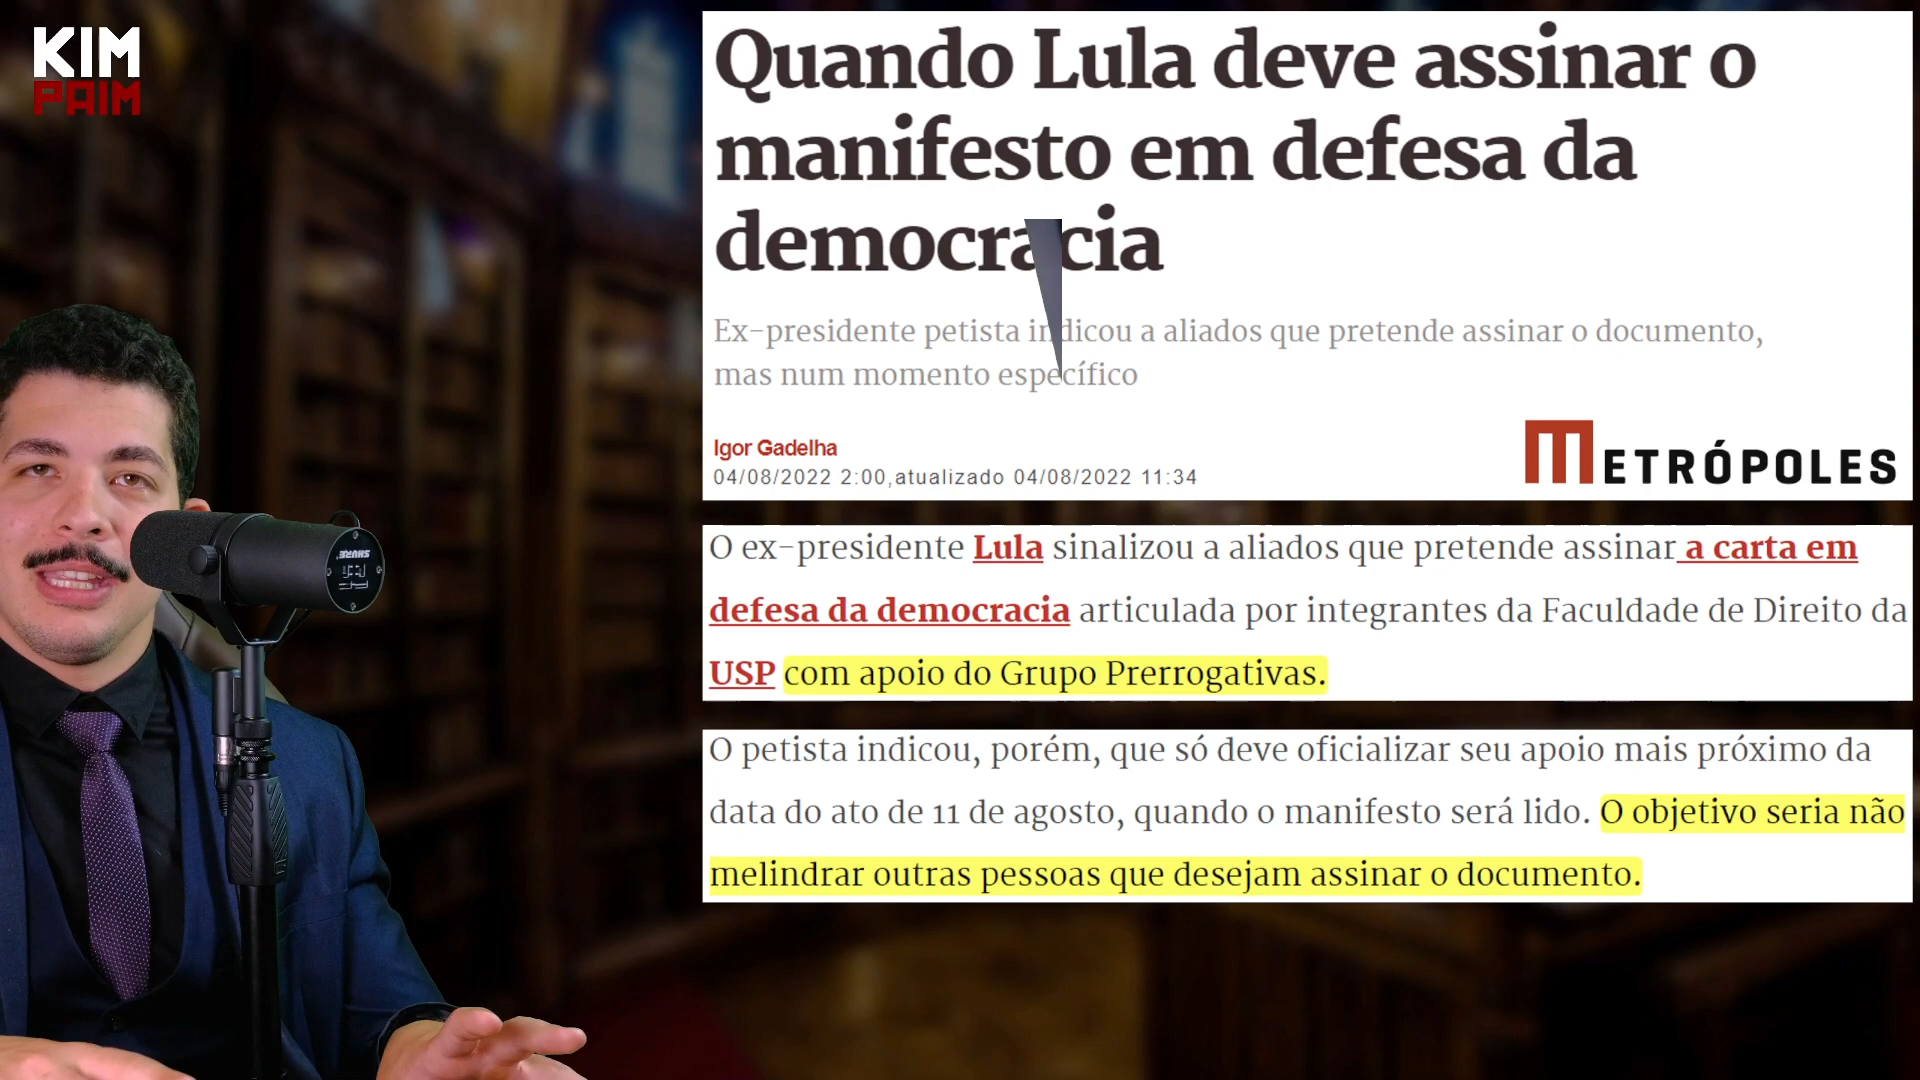 KIM
PAIM
Quando Lula deve assinar o
manifesto em defesa da
democracia
Ex-presidente petista indicou a aliados que pretende assinar o documento,
mas num momento específico
Igor Gadelha
04/08/2022 2:00,atualizado 04/08/2022 11:34
METRÓPOLES
O ex-presidente Lula sinalizou a aliados que pretende assinar a carta em
defesa da democracia articulada por integrantes da Faculdade de Direito da
USP com apoio do Grupo Prerrogativas.
O petista indicou, porém, que só deve oficializar seu apoio mais próximo da
data do ato de 11 de agosto, quando o manifesto será lido. O objetivo seria não
melindrar outras pessoas que desejam assinar o documento.
SHURE